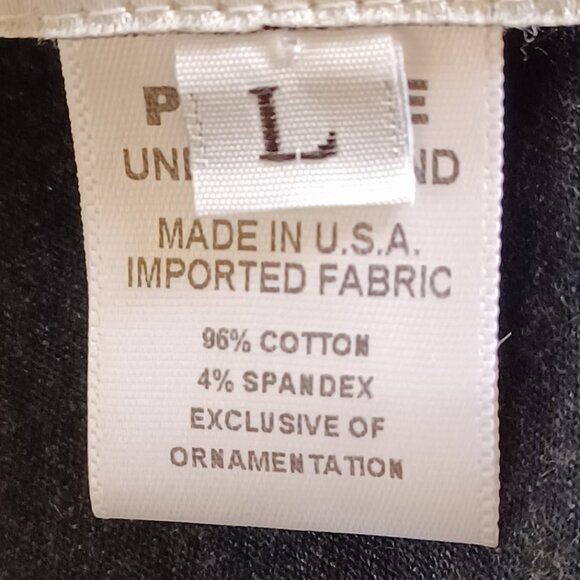 L
MADE IN U.S.A.
IMPORTED FABRIC
96% COTTON
4% SPANDEX
EXCLUSIVE OF
ORNAMENTATION